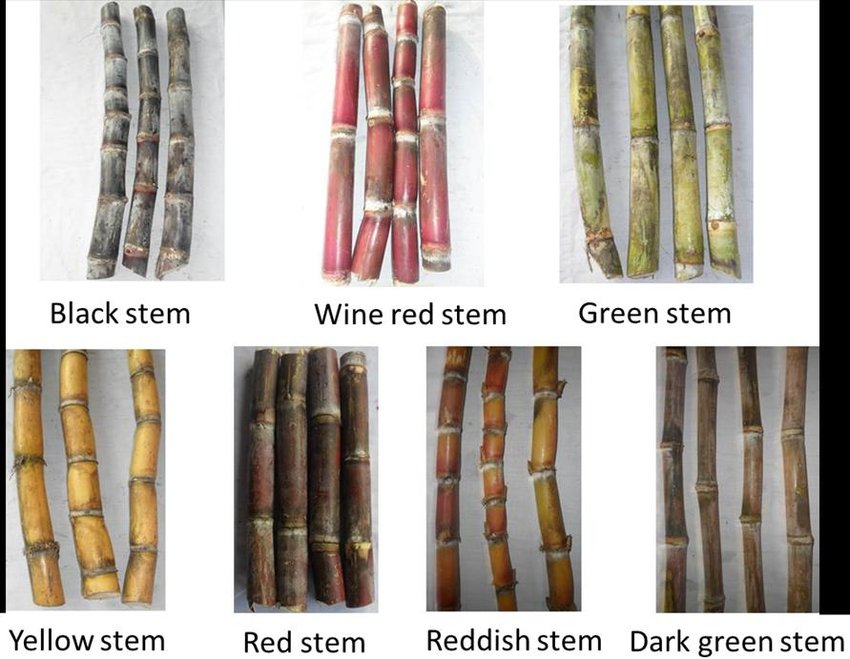 Black stem
Wine red stem
Green stem
Yellow stem
Red stem
Reddish stem
Dark green stem